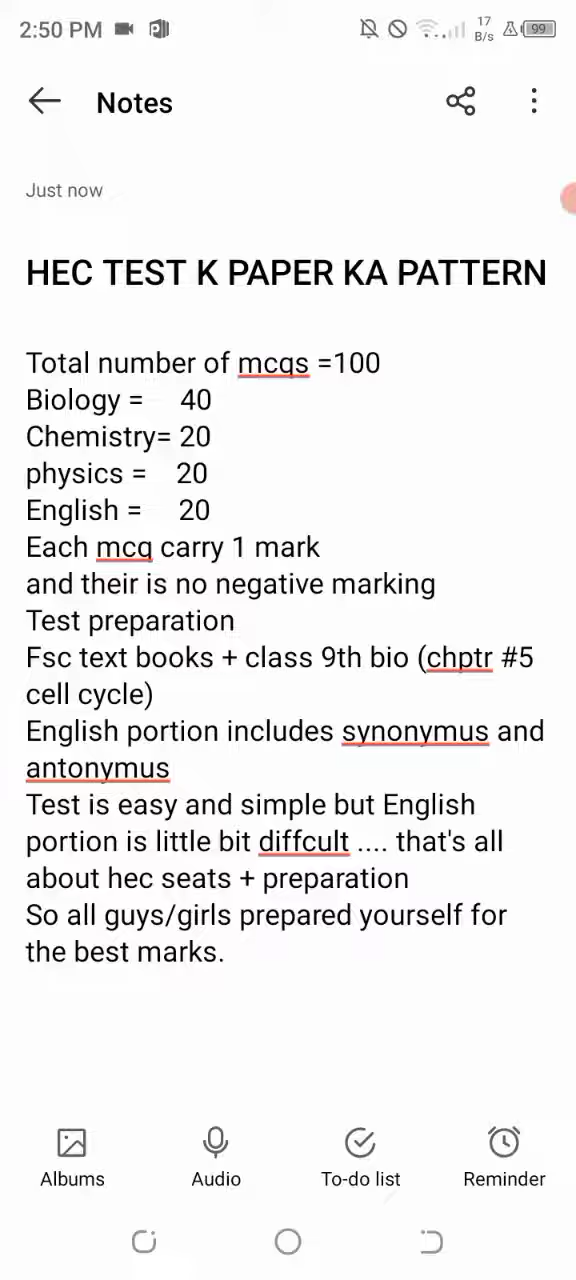 2:50 PM
17
B/s
99
Notes
Just now
HEC TEST K PAPER KA PATTERN
Total number of mcqs =100
Biology = 40
Chemistry= 20
physics = 20
English = 20
Each mcq carry 1 mark
and their is no negative marking
Test preparation
Fsc text books + class 9th bio (chptr #5
cell cycle)
English portion includes synonymus and
antonymus
Test is easy and simple but English
portion is little bit diffcult .... that's all
about hec seats + preparation
So all guys/girls prepared yourself for
the best marks.
Albums
Audio
To-do list
Reminder